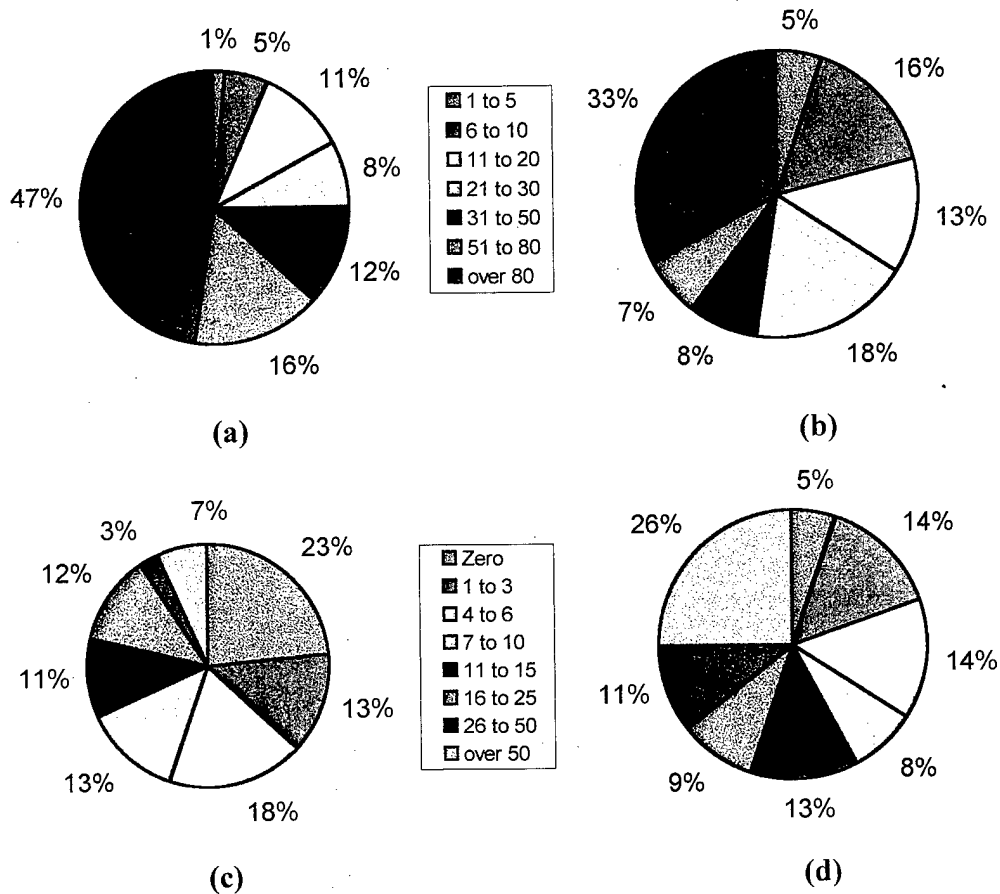 1%
5%
11%
8%
12%
16%
47%
(a)
1 to 5
6 to 10
11 to 20
21 to 30
31 to 50
51 to 80
over 80
5%
16%
13%
18%
8%
7%
33%
(b)
7%
23%
13%
18%
13%
11%
12%
3%
(c)
Zero
1 to 3
4 to 6
7 to 10
11 to 15
16 to 25
26 to 50
over 50
5%
14%
14%
8%
13%
9%
11%
26%
(d)